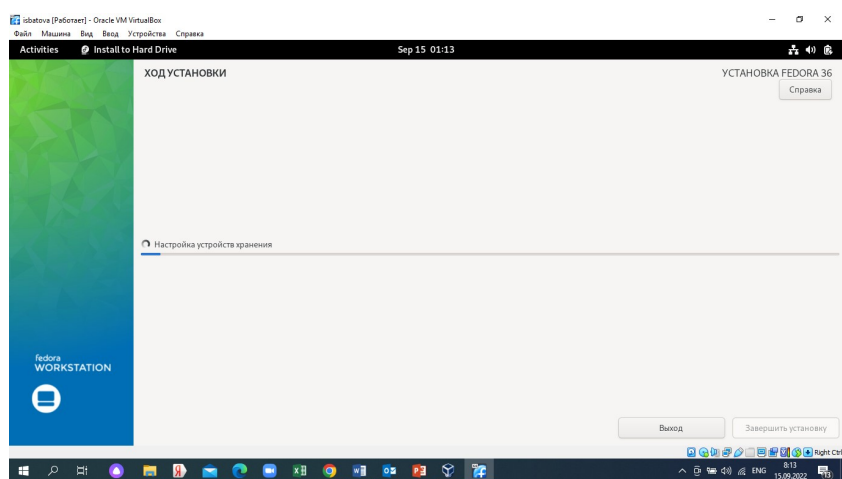 isbatova [Работает] - Oracle VM VirtualBox
Файл Машина Вид Ввод Устройства Справка
Activities Install to Hard Drive Sep 15 01:13
ХОД УСТАНОВКИ УСТАНОВКА FEDORA 36
Справка
Настройка устройств хранения
fedora
WORKSTATION
Выход Завершить установку
Right Ctrl
ENG 8:13
15.09.2022